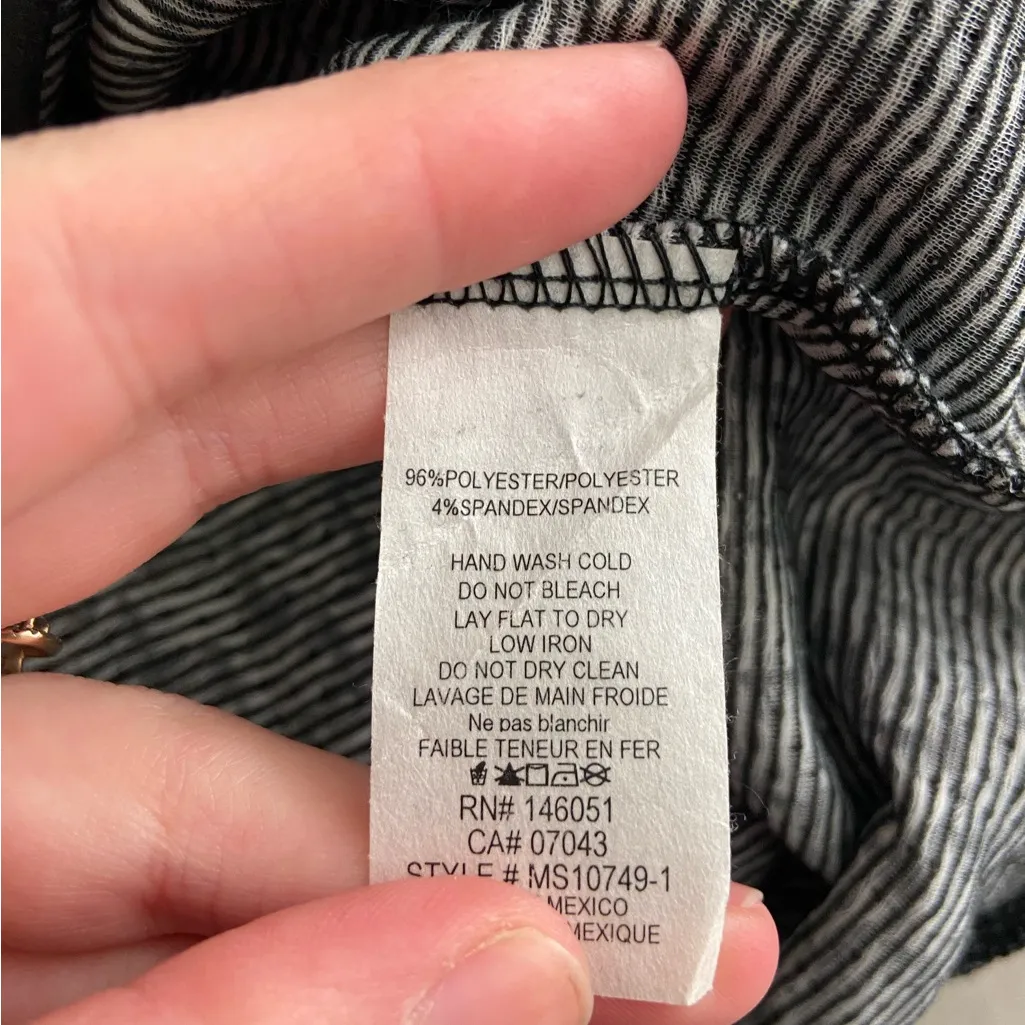 96%POLYESTER/POLYESTER
4%SPANDEX/SPANDEX
HAND WASH COLD
DO NOT BLEACH
LAY FLAT TO DRY
LOW IRON
DO NOT DRY CLEAN
LAVAGE DE MAIN FROIDE
Ne pas blanchir
FAIBLE TENEUR EN FER
RN# 146051
CA# 07043
STYLE # MS10749-1
MEXICO
MEXIQUE